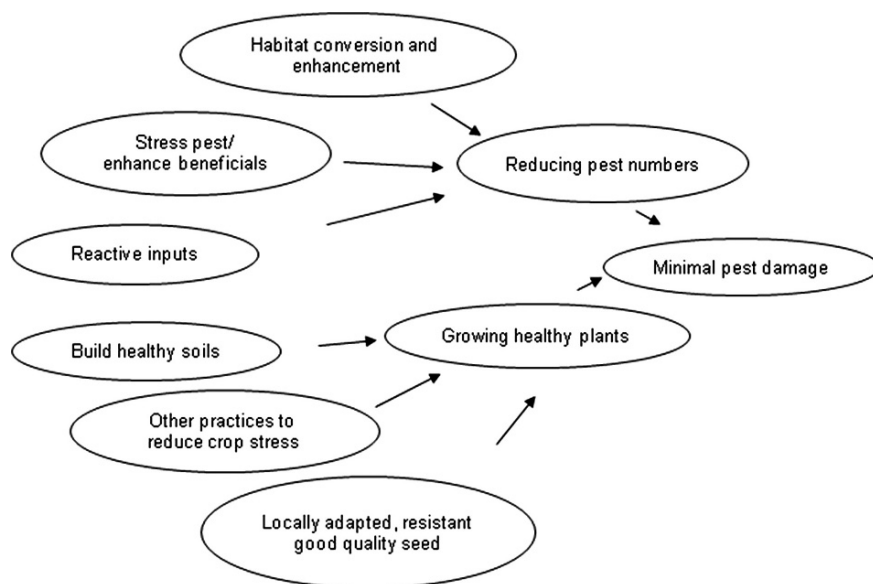 Habitat conversion and
enhancement
Stress pest/
enhance beneficials
Reducing pest numbers
Reactive inputs
Minimal pest damage
Growing healthy plants
Build healthy soils
Other practices to
reduce crop stress
Locally adapted, resistant
good quality seed